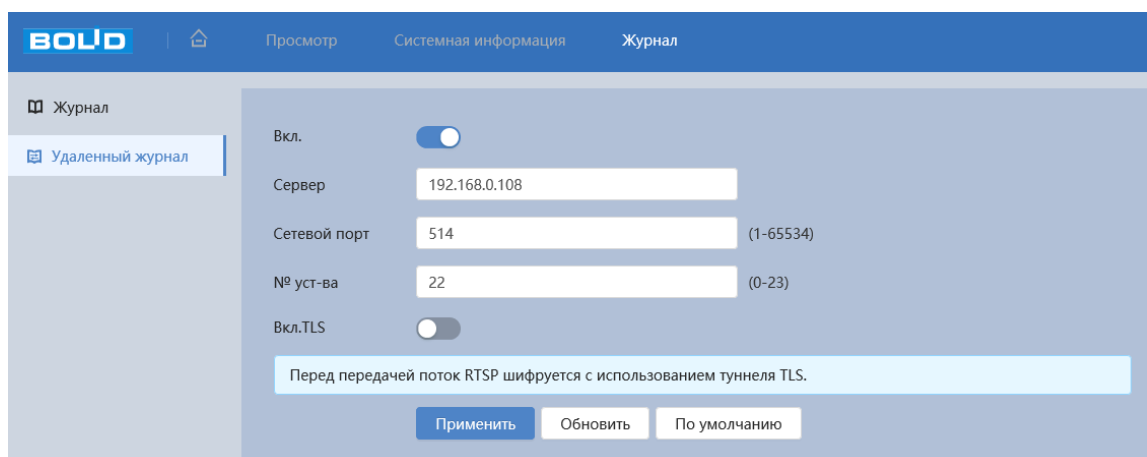 BOLID Просмотр Системная информация Журнал
Журнал
Удаленный журнал
Вкл.
Сервер 192.168.0.108
Сетевой порт 514 (1-65534)
№ уст-ва 22 (0-23)
Вкл.TLS
Перед передачей поток RTSP шифруется с использованием туннеля TLS.
Применить Обновить По умолчанию